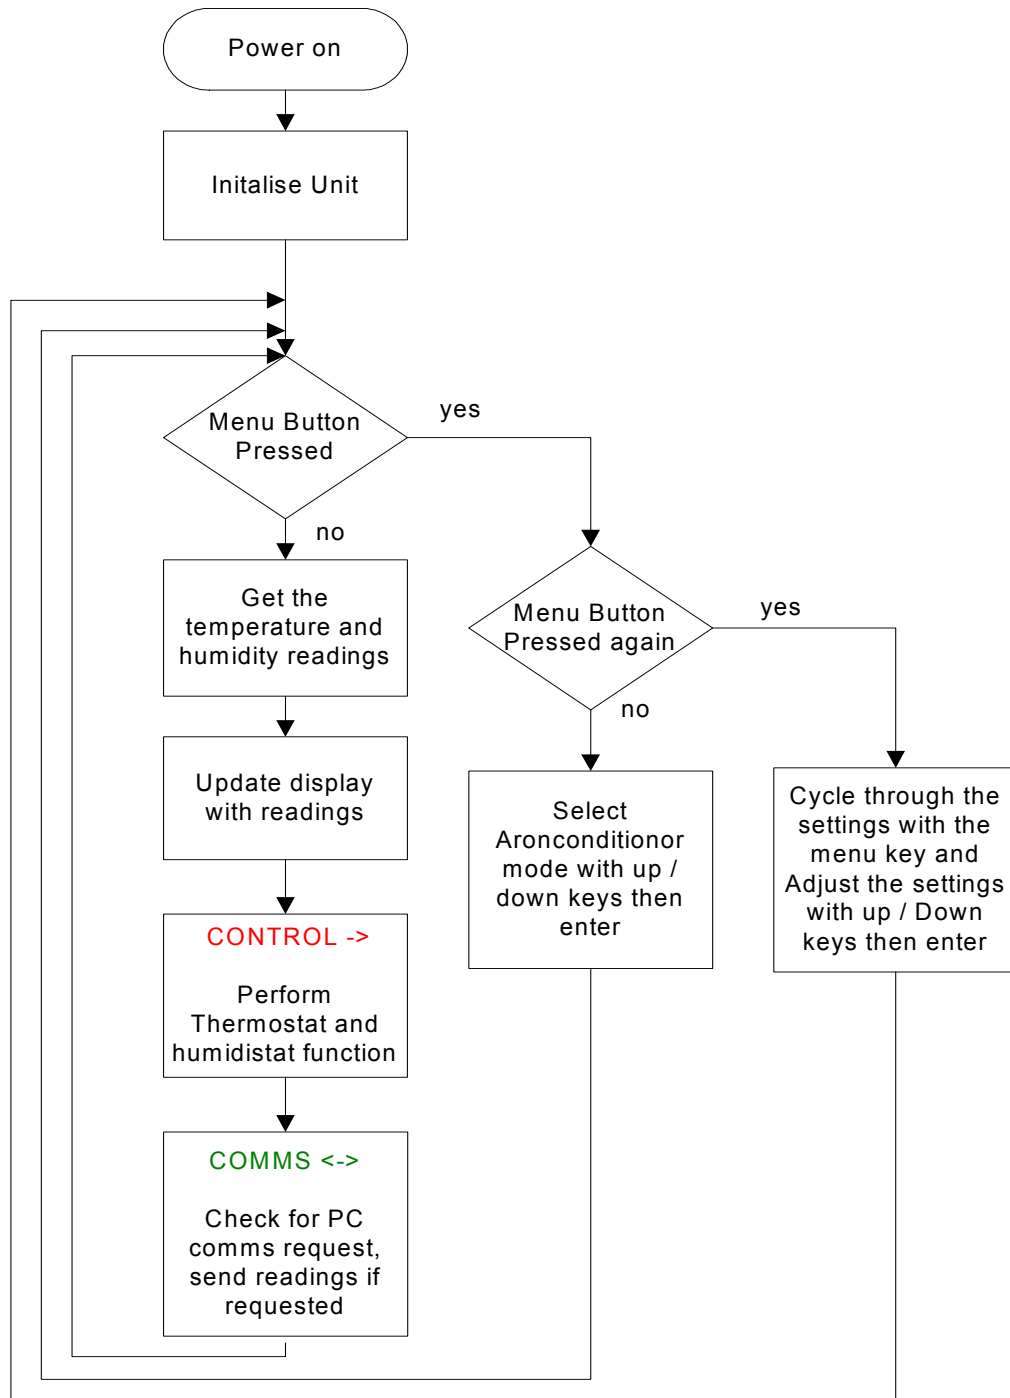 Power on
Initalise Unit
Menu Button
Pressed
yes
no
Get the
temperature and
humidity readings
Update display
with readings
CONTROL ->
Perform
Thermostat and
humidistat function
COMMS <->
Check for PC
comms request,
send readings if
requested
Menu Button
Pressed again
yes
no
Select
Aronconditionor
mode with up /
down keys then
enter
Cycle through the
settings with the
menu key and
Adjust the settings
with up / Down
keys then enter